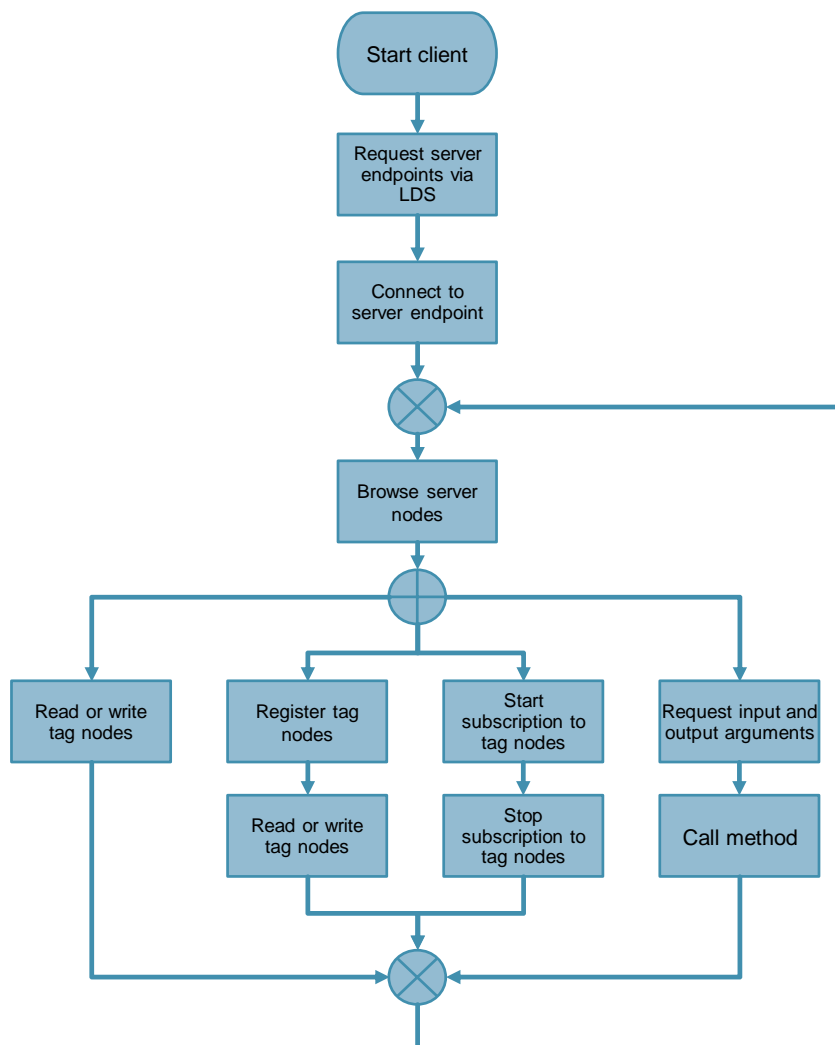 Start client
Request server
endpoints via
LDS
Connect to
server endpoint
Browse server
nodes
Read or write
tag nodes
Register tag
nodes
Start
subscription to
tag nodes
Request input and
output arguments
Read or write
tag nodes
Stop
subscription to
tag nodes
Call method